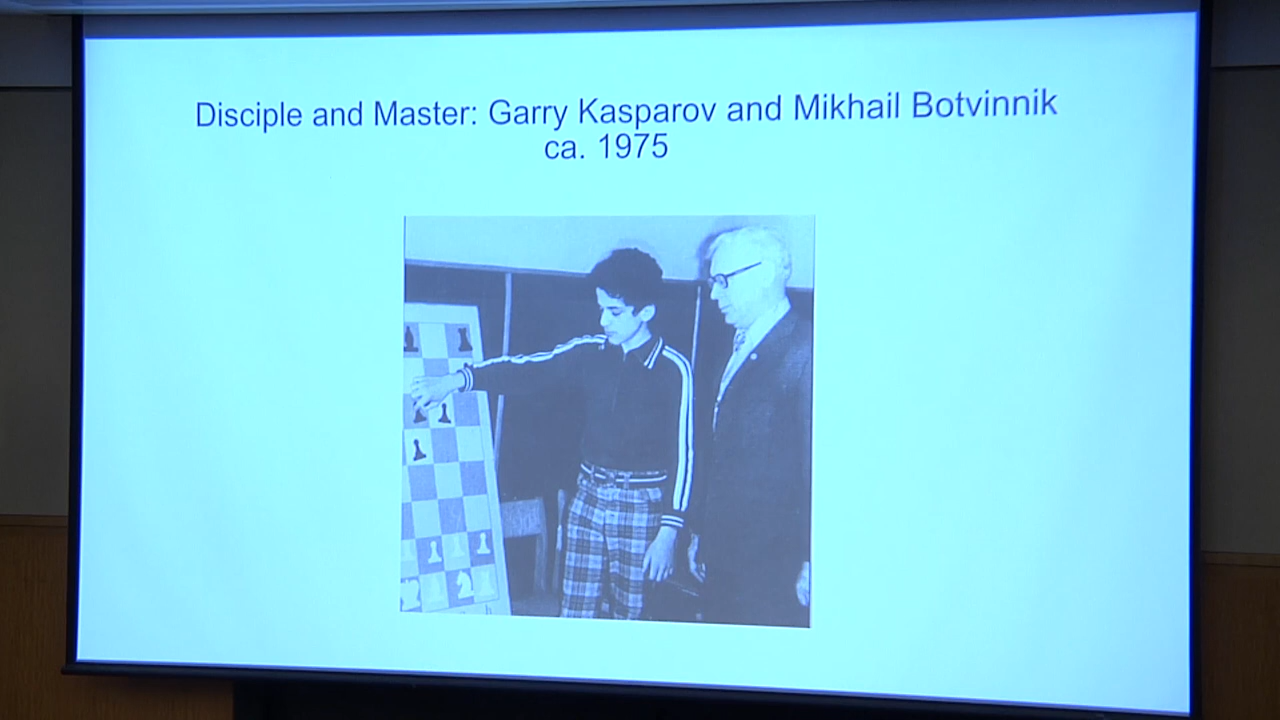 Disciple and Master: Garry Kasparov and Mikhail Botvinnik
ca. 1975